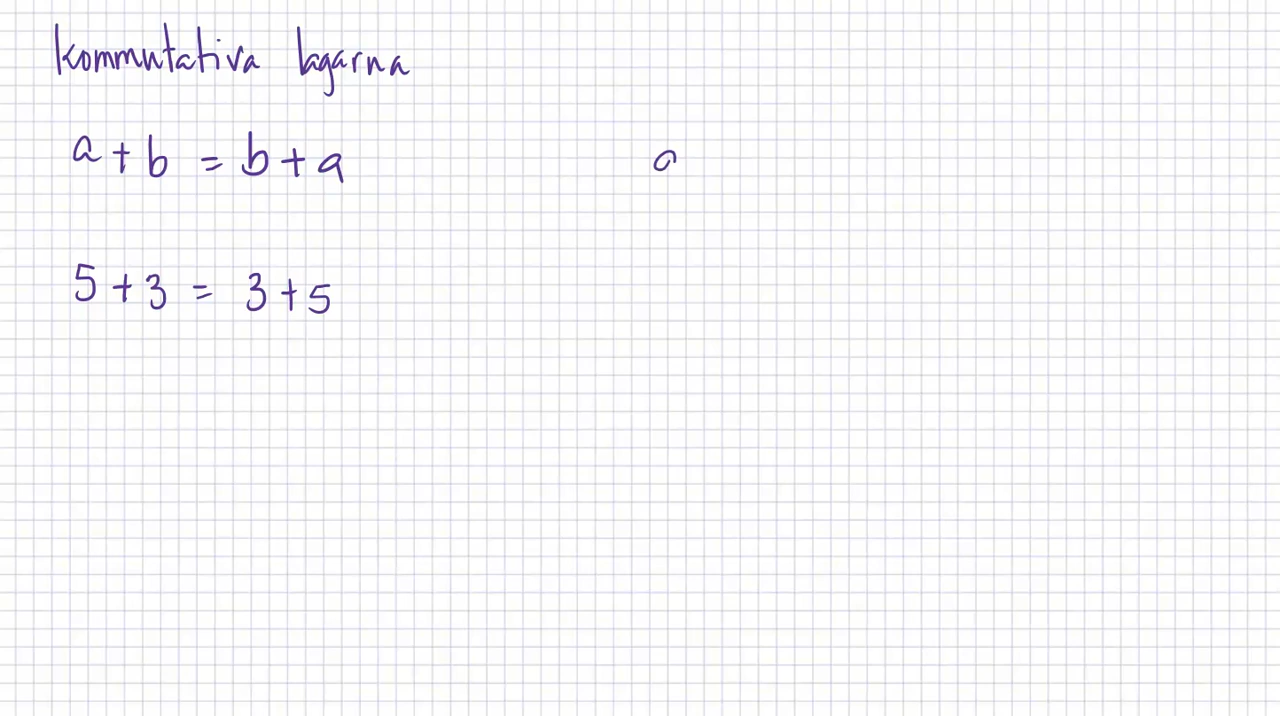 kommutativa lagarna
a + b = b + a
a
5 + 3 = 3 + 5